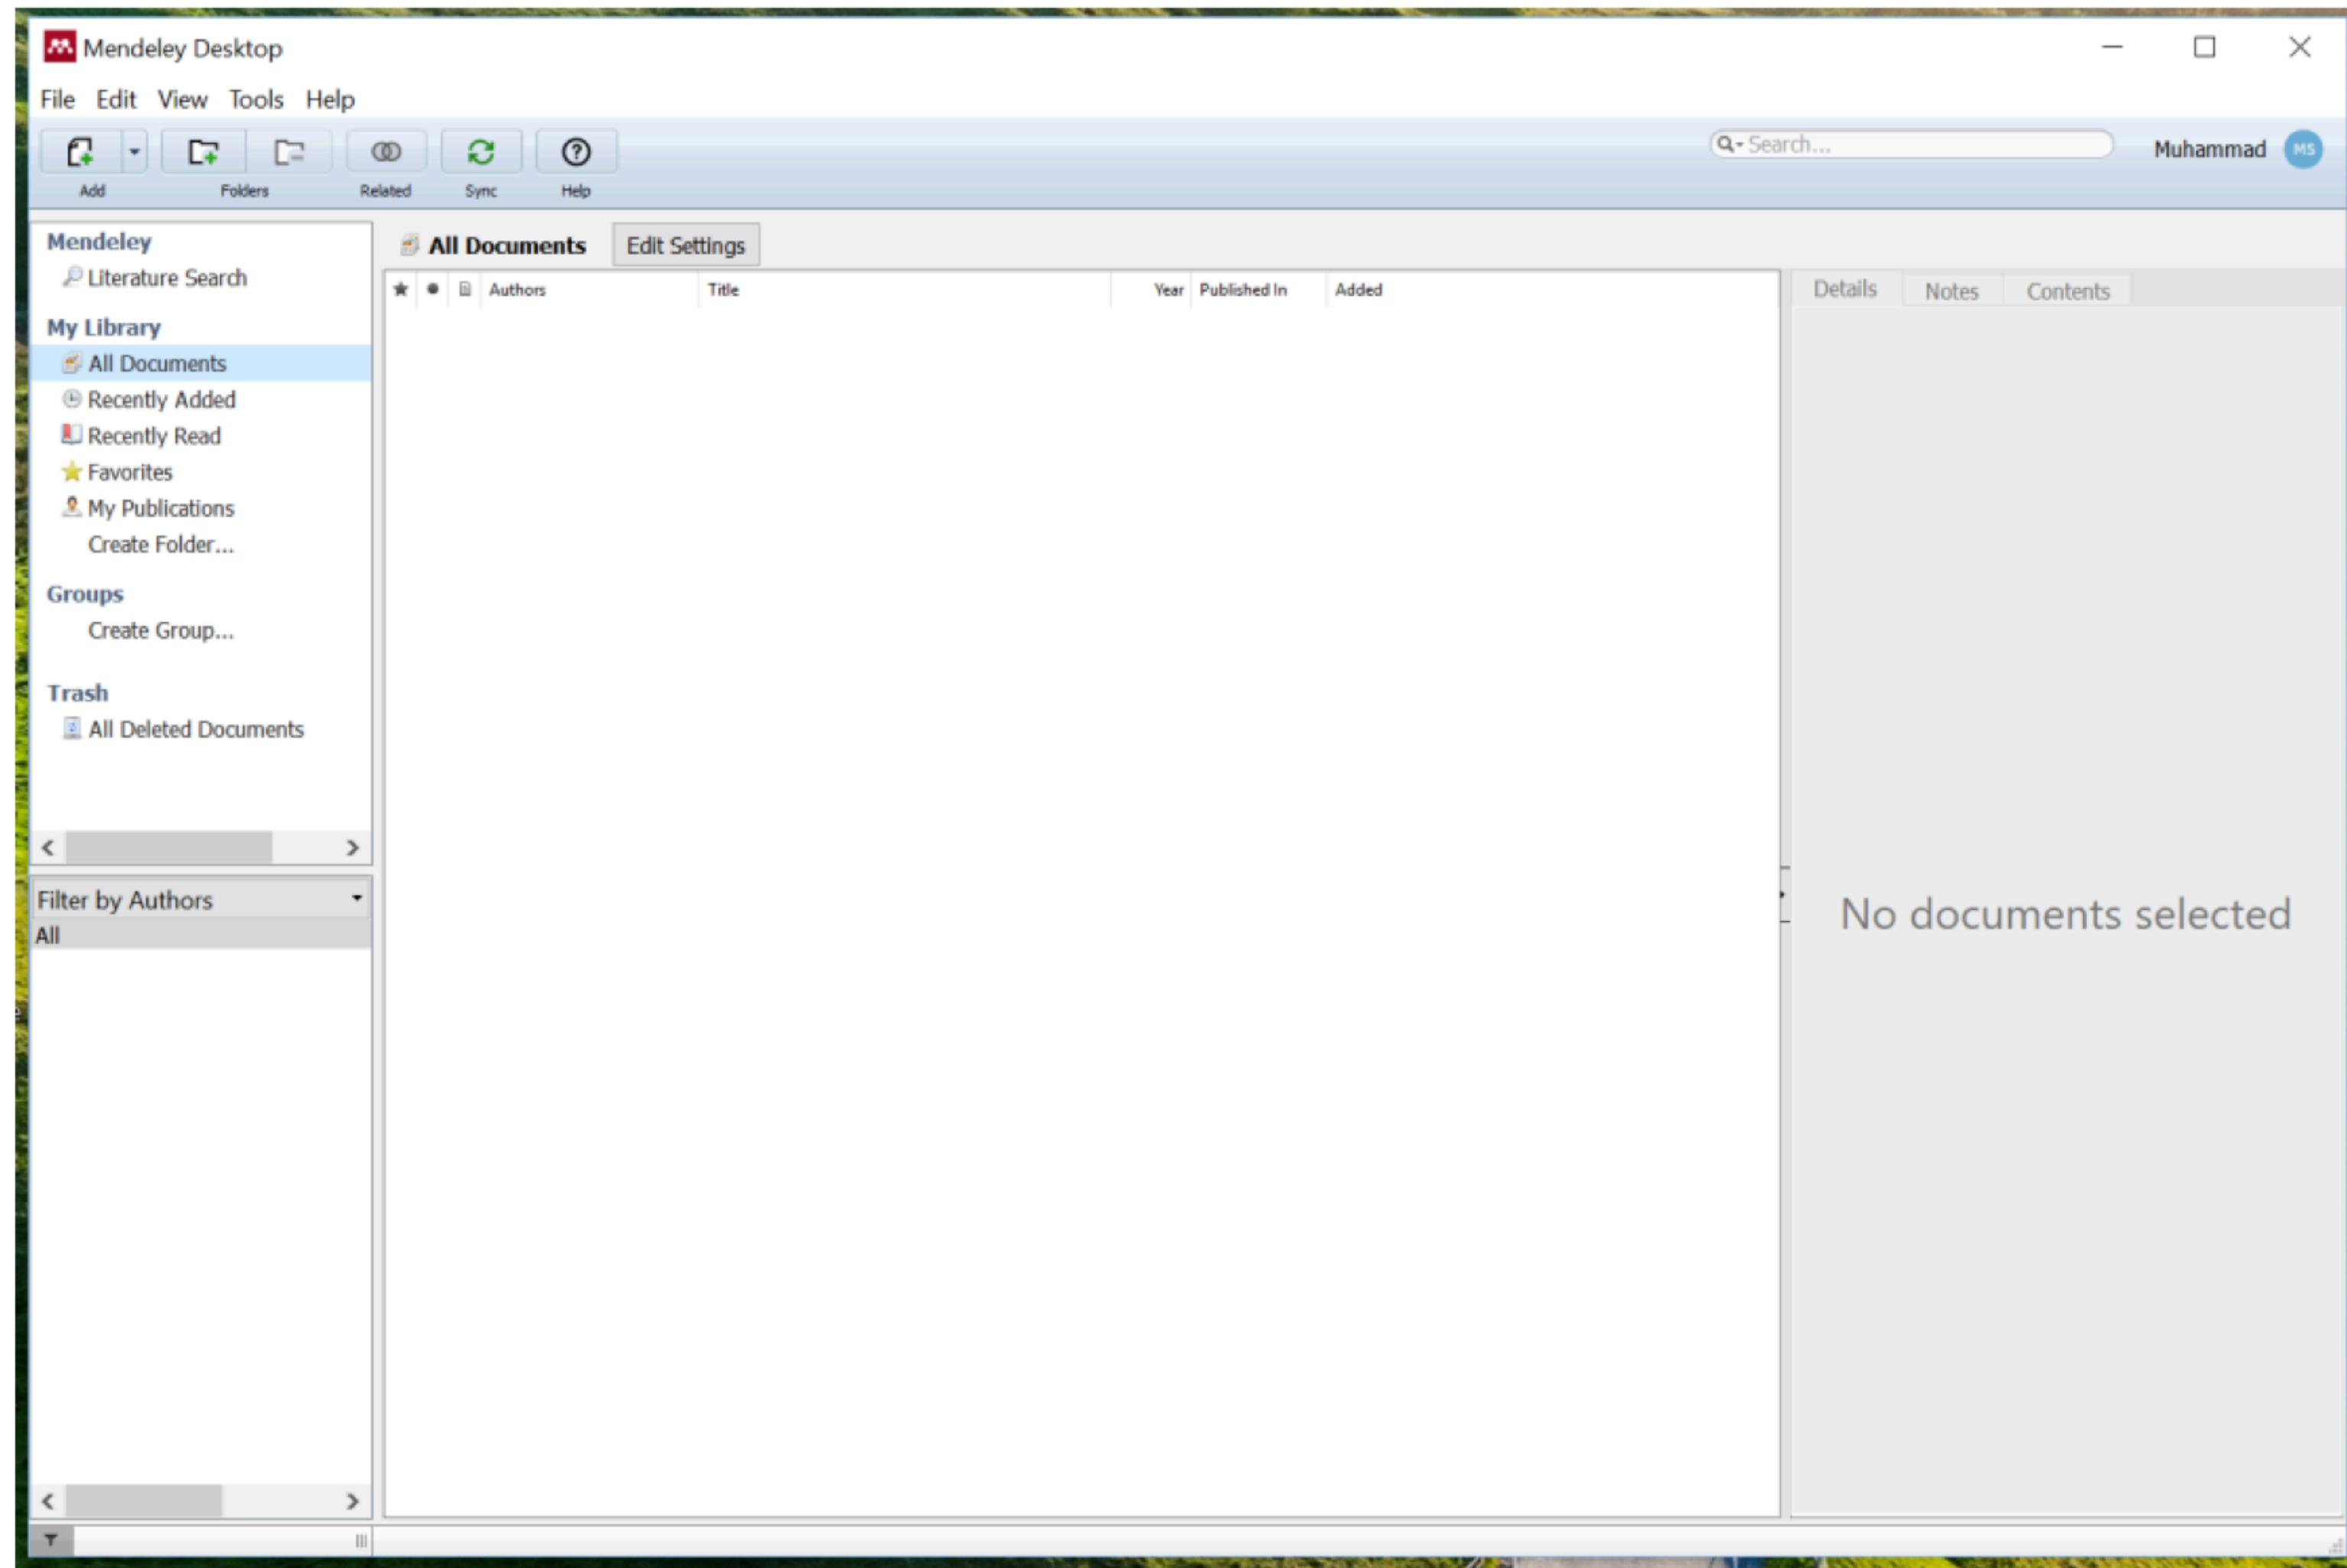 Mendeley Desktop
File Edit View Tools Help
Search...
Muhammad MS
Add Folders Related Sync Help
Mendeley
Literature Search
My Library
All Documents
Recently Added
Recently Read
Favorites
My Publications
Create Folder...
Groups
Create Group...
Trash
All Deleted Documents
Filter by Authors
All
All Documents Edit Settings
Authors Title Year Published In Added
Details Notes Contents
No documents selected